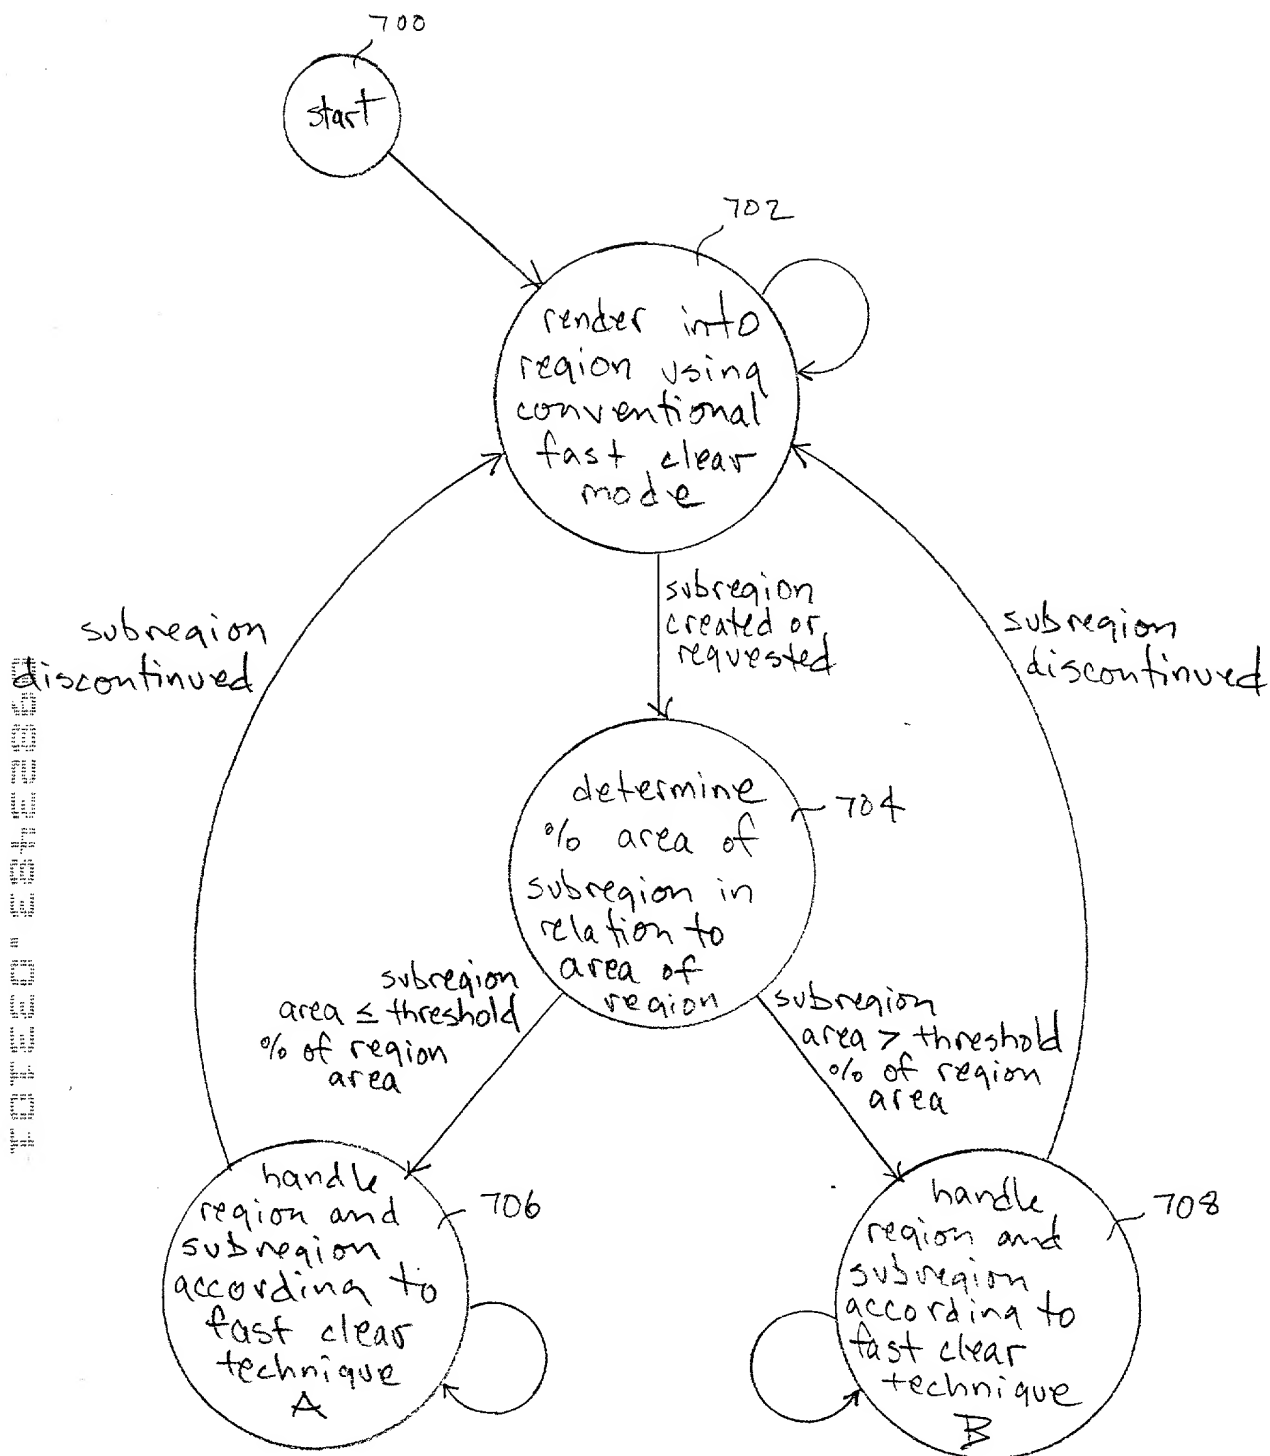 700
start
702
render into
region using
conventional
fast clear
mode
subregion
created or
requested
subregion
discontinued
subregion
discontinued
determine
% area of
subregion in
relation to
area of
region
704
subregion
area ≤ threshold
% of region
area
subregion
area > threshold
% of region
area
handle
region and
subregion
according to
fast clear
technique
A
706
handle
region and
subregion
according to
fast clear
technique
B
708